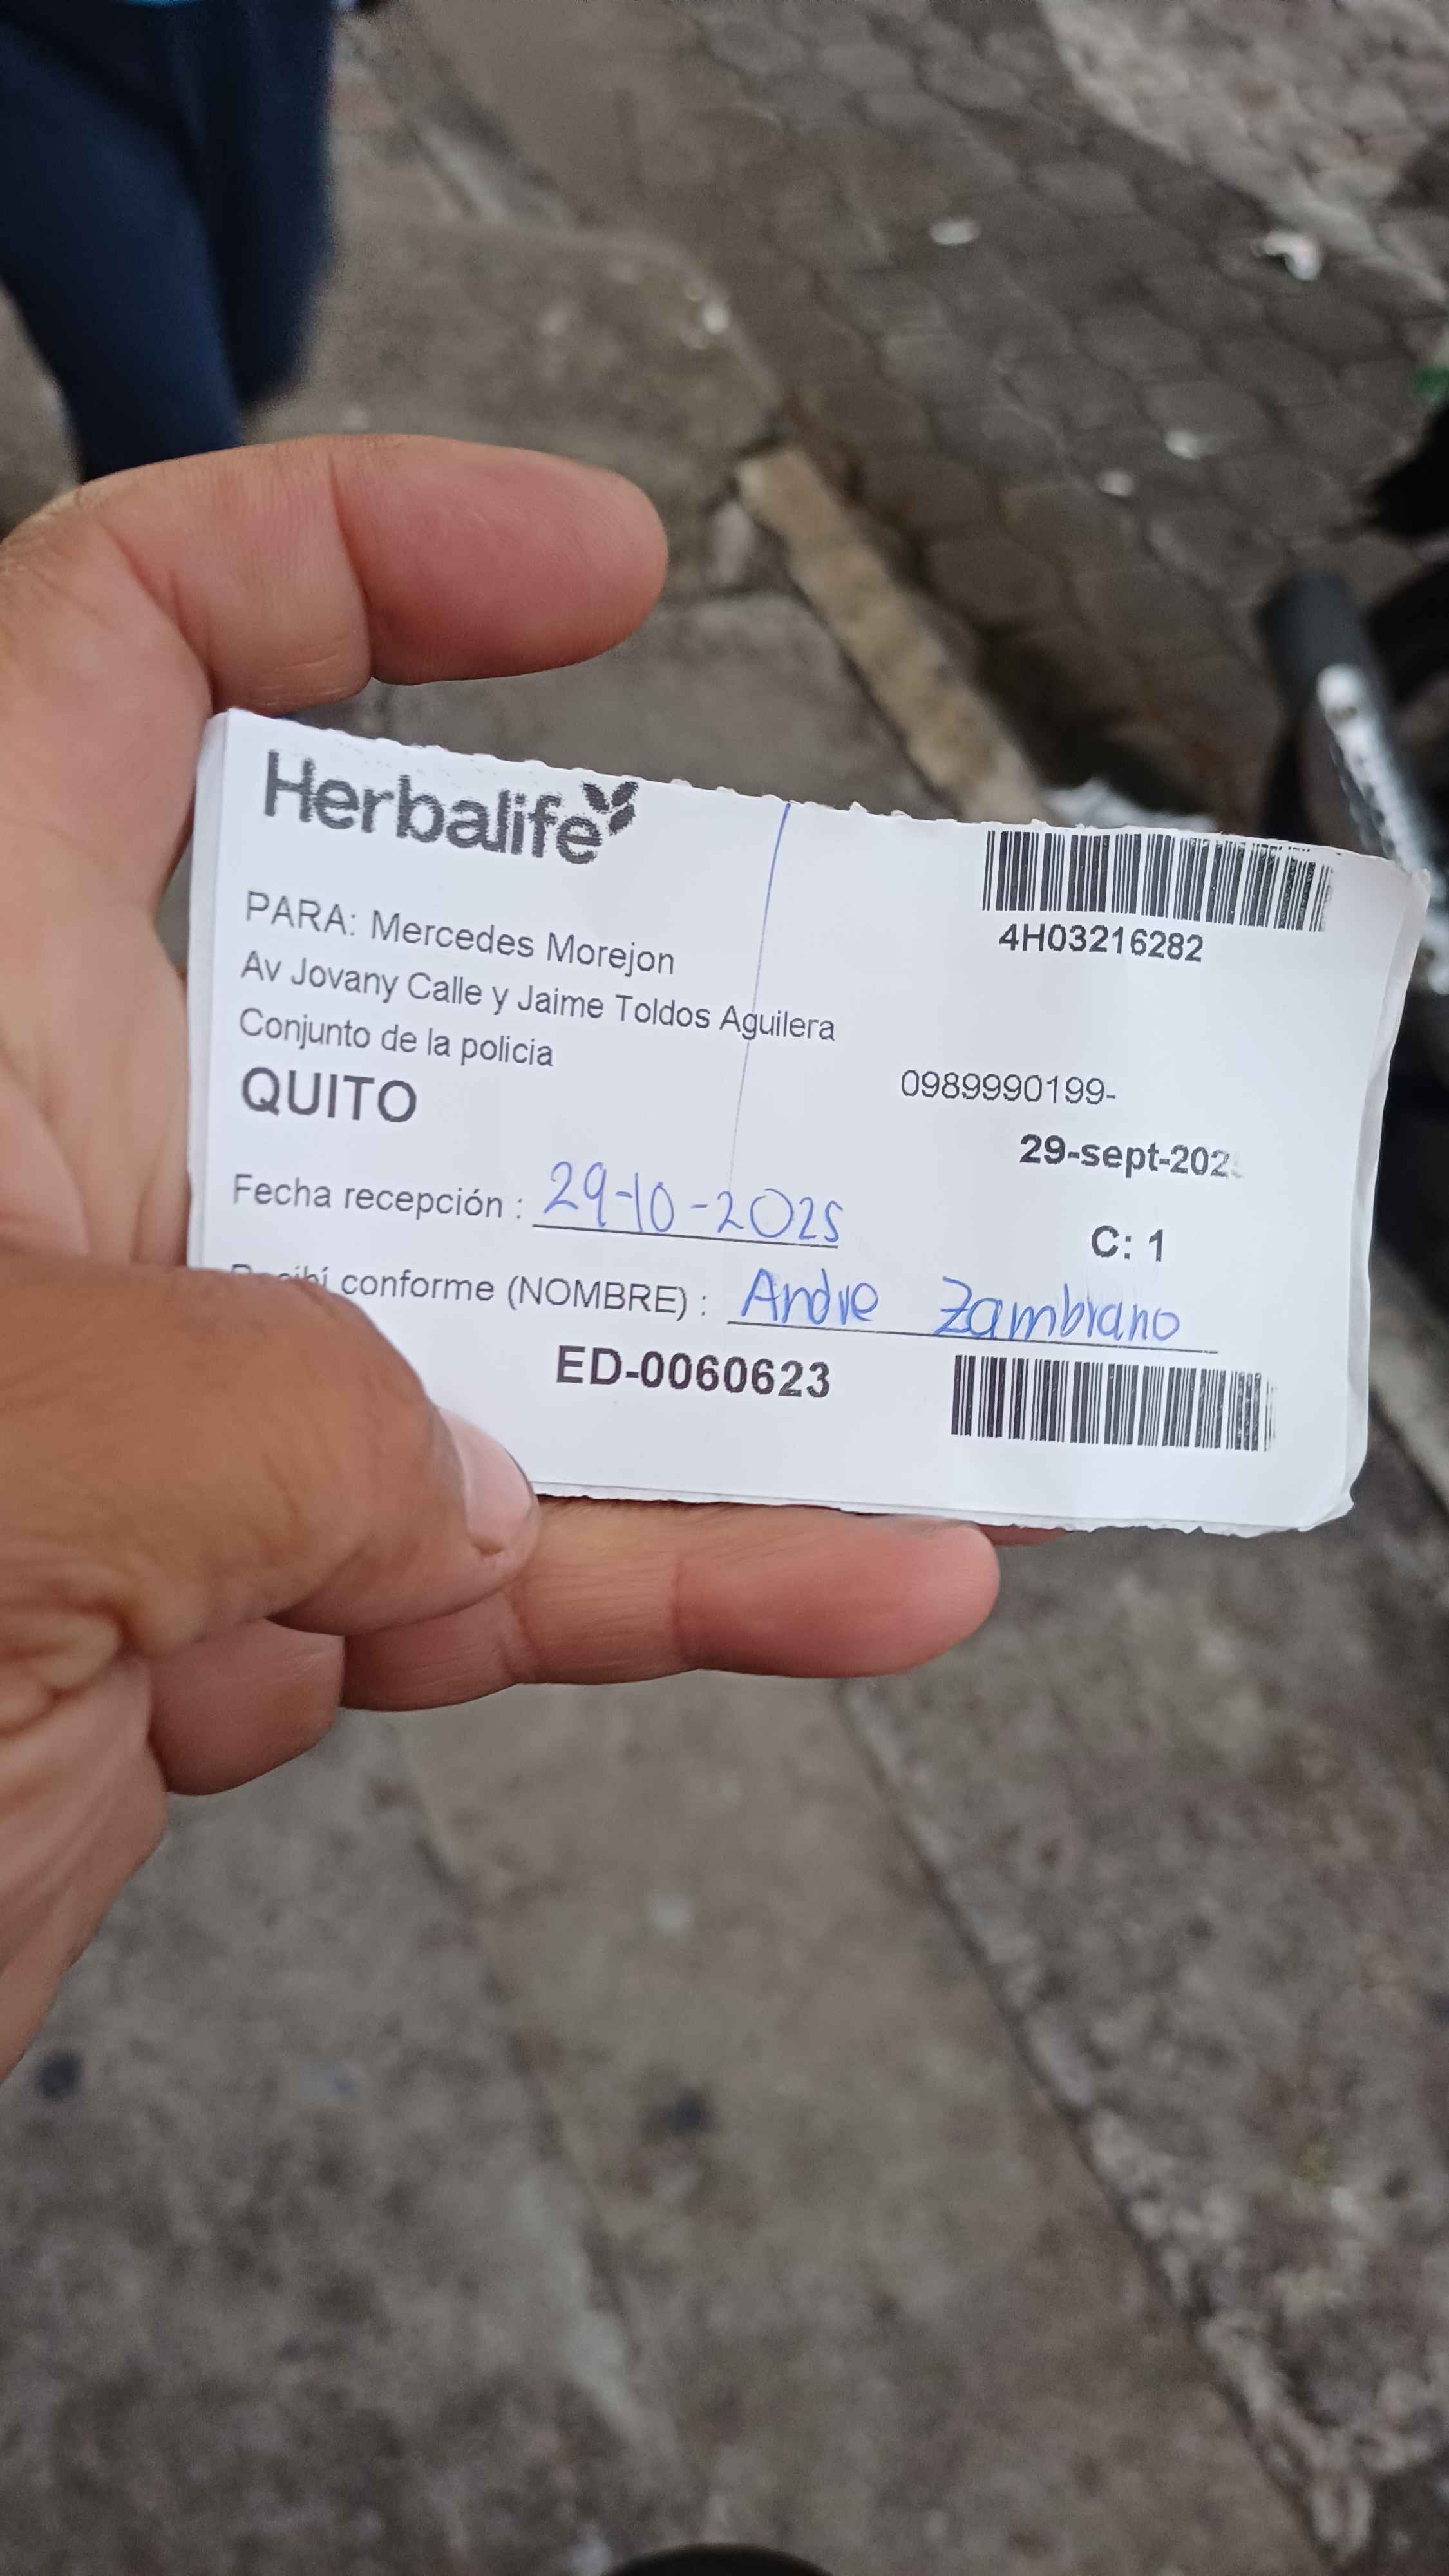 Herbalife
4H03216282
PARA: Mercedes Morejon
Av Jovany Calle y Jaime Toldos Aguilera
Conjunto de la policia
0989990199-
QUITO
29-sept-202
Fecha recepción : 29-10-2025
C: 1
conforme (NOMBRE) : Andre Zambrano
ED-0060623